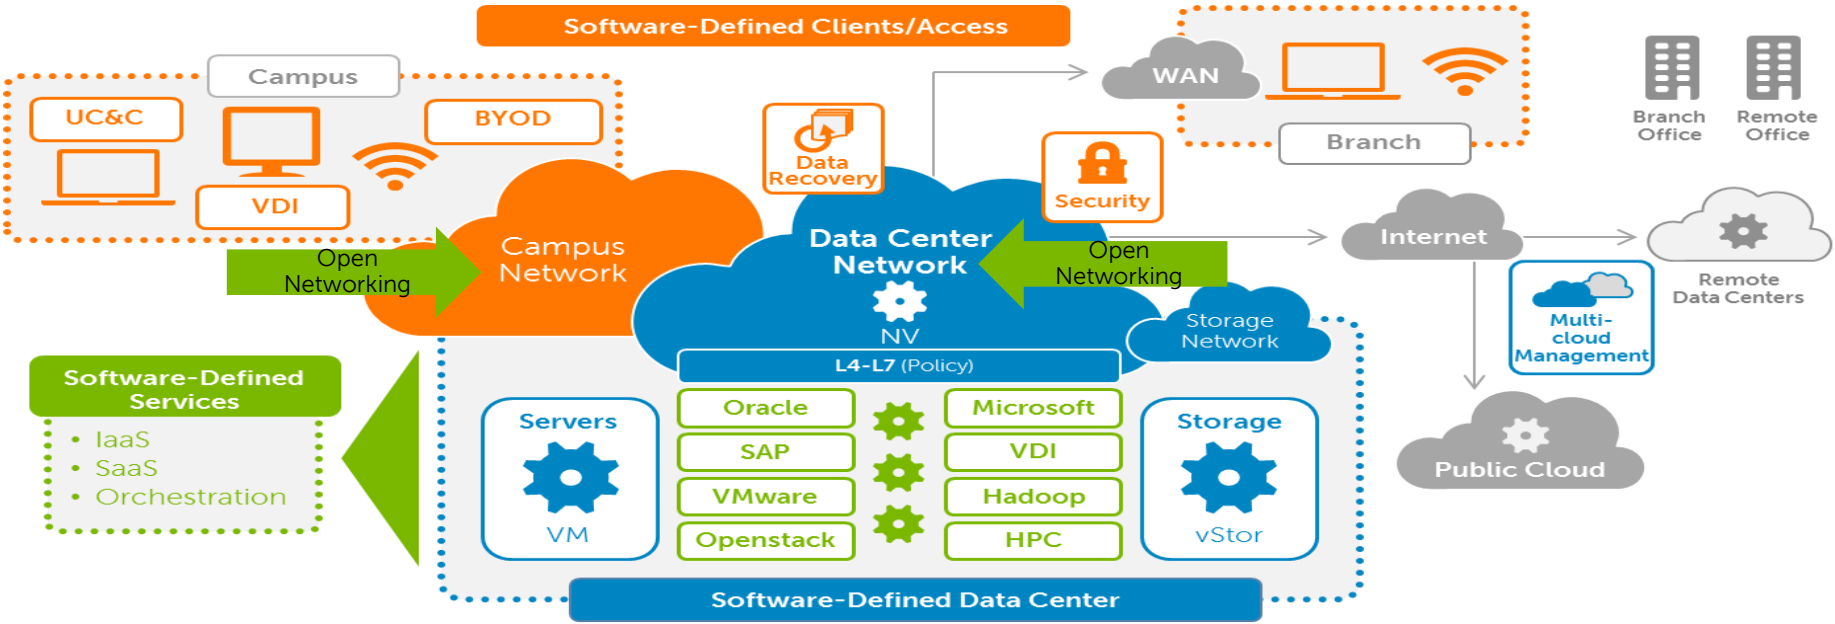 Software-Defined Clients/Access
Campus
UC&C
BYOD
VDI
Data
Recovery
Security
WAN
Branch
Branch
Office
Remote
Office
Open
Networking
Campus
Network
Data Center
Network
NV
Open
Networking
Internet
Remote
Data Centers
Storage
Network
Multi-
cloud
Management
L4-L7 (Policy)
Software-Defined
Services
• IaaS
• SaaS
• Orchestration
Servers
VM
Oracle
SAP
VMware
Openstack
Microsoft
VDI
Hadoop
HPC
Storage
vStor
Public Cloud
Software-Defined Data Center